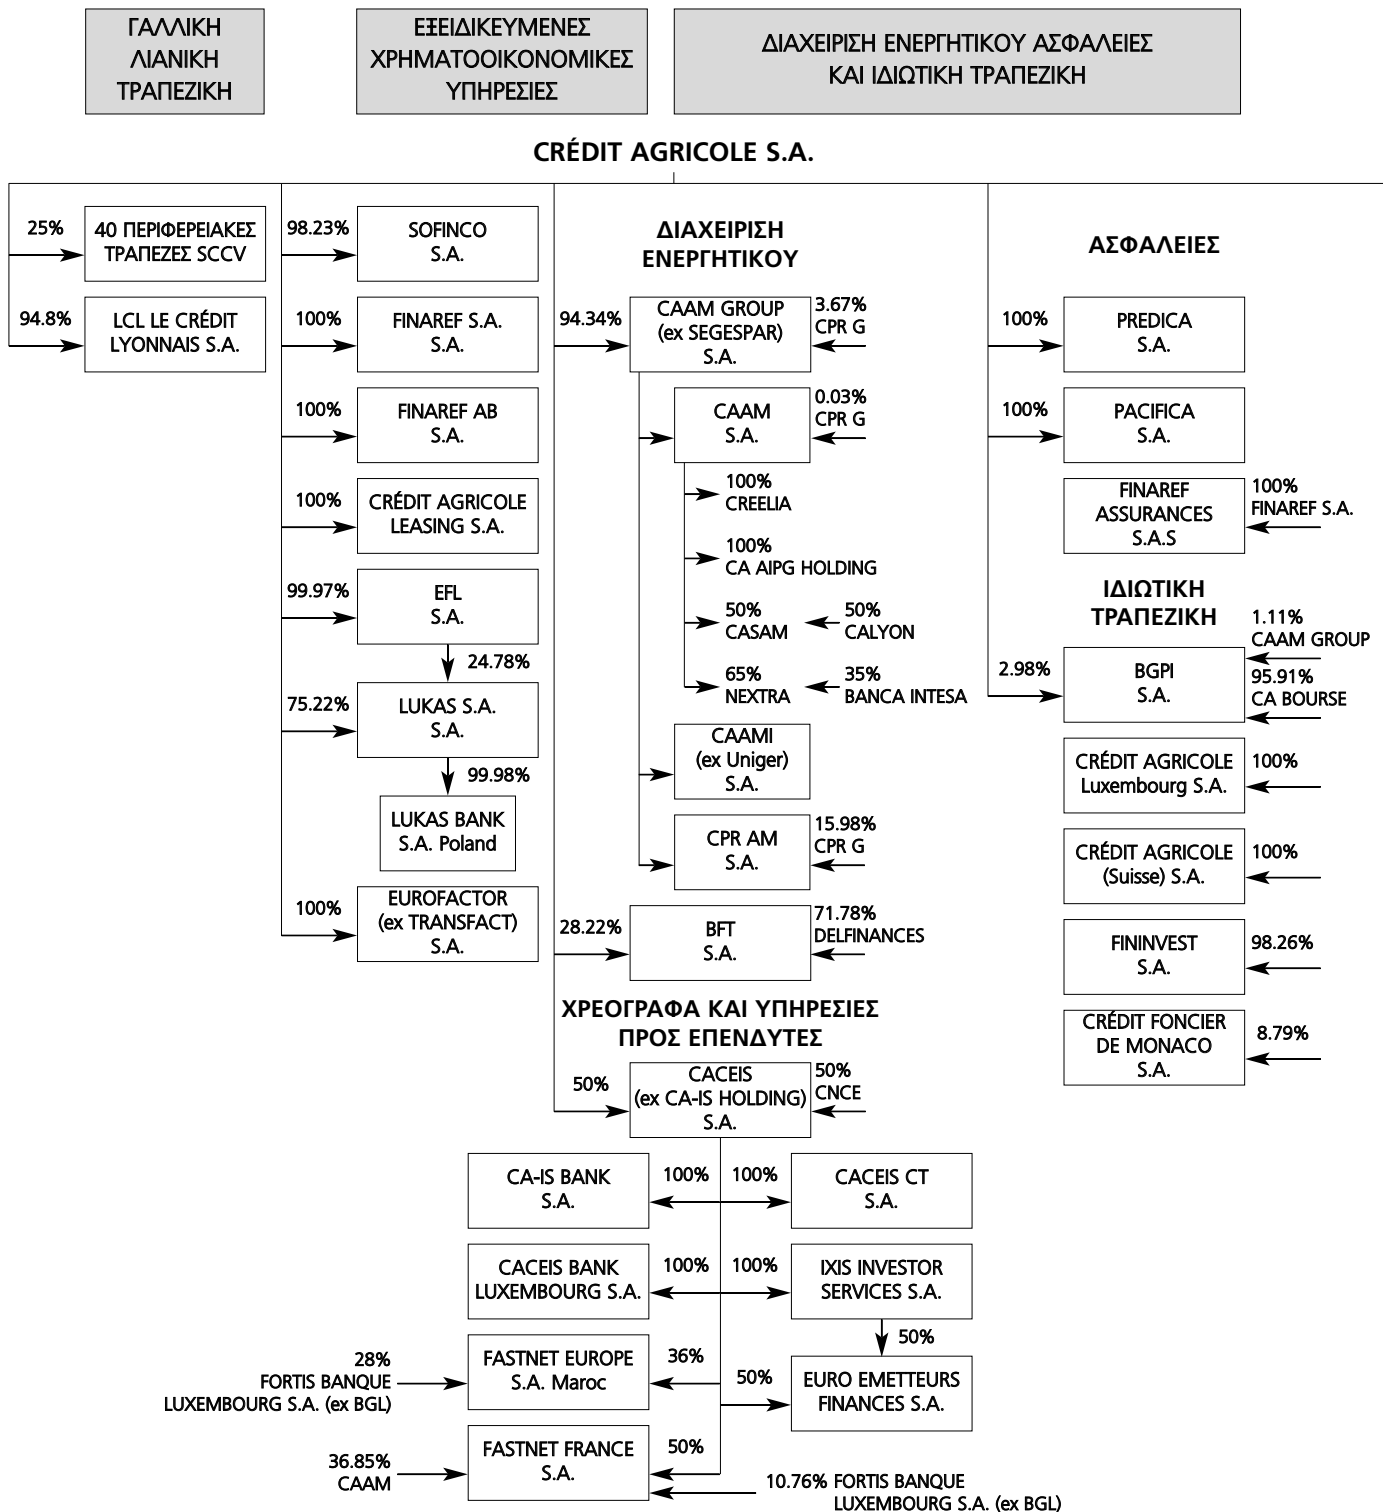 ΓΑΛΛΙΚΗ
ΛΙΑΝΙΚΗ
ΤΡΑΠΕΖΙΚΗ
ΕΞΕΙΔΙΚΕΥΜΕΝΕΣ
ΧΡΗΜΑΤΟΟΙΚΟΝΟΜΙΚΕΣ
ΥΠΗΡΕΣΙΕΣ
ΔΙΑΧΕΙΡΙΣΗ ΕΝΕΡΓΗΤΙΚΟΥ ΑΣΦΑΛΕΙΕΣ
ΚΑΙ ΙΔΙΩΤΙΚΗ ΤΡΑΠΕΖΙΚΗ
CRÉDIT AGRICOLE S.A.
25%
40 ΠΕΡΙΦΕΡΕΙΑΚΕΣ
ΤΡΑΠΕΖΕΣ SCCV
94.8%
LCL LE CRÉDIT
LYONNAIS S.A.
98.23%
SOFINCO
S.A.
100%
FINAREF S.A.
S.A.
100%
FINAREF AB
S.A.
100%
CRÉDIT AGRICOLE
LEASING S.A.
99.97%
EFL
S.A.
24.78%
75.22%
LUKAS S.A.
S.A.
99.98%
LUKAS BANK
S.A. Poland
100%
EUROFACTOR
(ex TRANSFACT)
S.A.
ΔΙΑΧΕΙΡΙΣΗ
ΕΝΕΡΓΗΤΙΚΟΥ
94.34%
CAAM GROUP
(ex SEGESPAR)
S.A.
3.67%
CPR G
CAAM
S.A.
0.03%
CPR G
100%
CREELIA
100%
CA AIPG HOLDING
50%
CASAM
50%
CALYON
65%
NEXTRA
35%
BANCA INTESA
CAAMI
(ex Uniger)
S.A.
CPR AM
S.A.
15.98%
CPR G
28.22%
BFT
S.A.
71.78%
DELFINANCES
ΑΣΦΑΛΕΙΕΣ
100%
PREDICA
S.A.
100%
PACIFICA
S.A.
FINAREF
ASSURANCES
S.A.S
100%
FINAREF S.A.
ΙΔΙΩΤΙΚΗ
ΤΡΑΠΕΖΙΚΗ
2.98%
BGPI
S.A.
1.11%
CAAM GROUP
95.91%
CA BOURSE
CRÉDIT AGRICOLE
Luxembourg S.A.
100%
CRÉDIT AGRICOLE
(Suisse) S.A.
100%
FININVEST
S.A.
98.26%
CRÉDIT FONCIER
DE MONACO
S.A.
8.79%
ΧΡΕΟΓΡΑΦΑ ΚΑΙ ΥΠΗΡΕΣΙΕΣ
ΠΡΟΣ ΕΠΕΝΔΥΤΕΣ
50%
CACEIS
(ex CA-IS HOLDING)
S.A.
50%
CNCE
CA-IS BANK
S.A.
100%
100%
CACEIS CT
S.A.
CACEIS BANK
LUXEMBOURG S.A.
100%
100%
IXIS INVESTOR
SERVICES S.A.
50%
28%
FORTIS BANQUE
LUXEMBOURG S.A. (ex BGL)
FASTNET EUROPE
S.A. Maroc
36%
50%
EURO EMETTEURS
FINANCES S.A.
36.85%
CAAM
FASTNET FRANCE
S.A.
50%
10.76% FORTIS BANQUE
LUXEMBOURG S.A. (ex BGL)